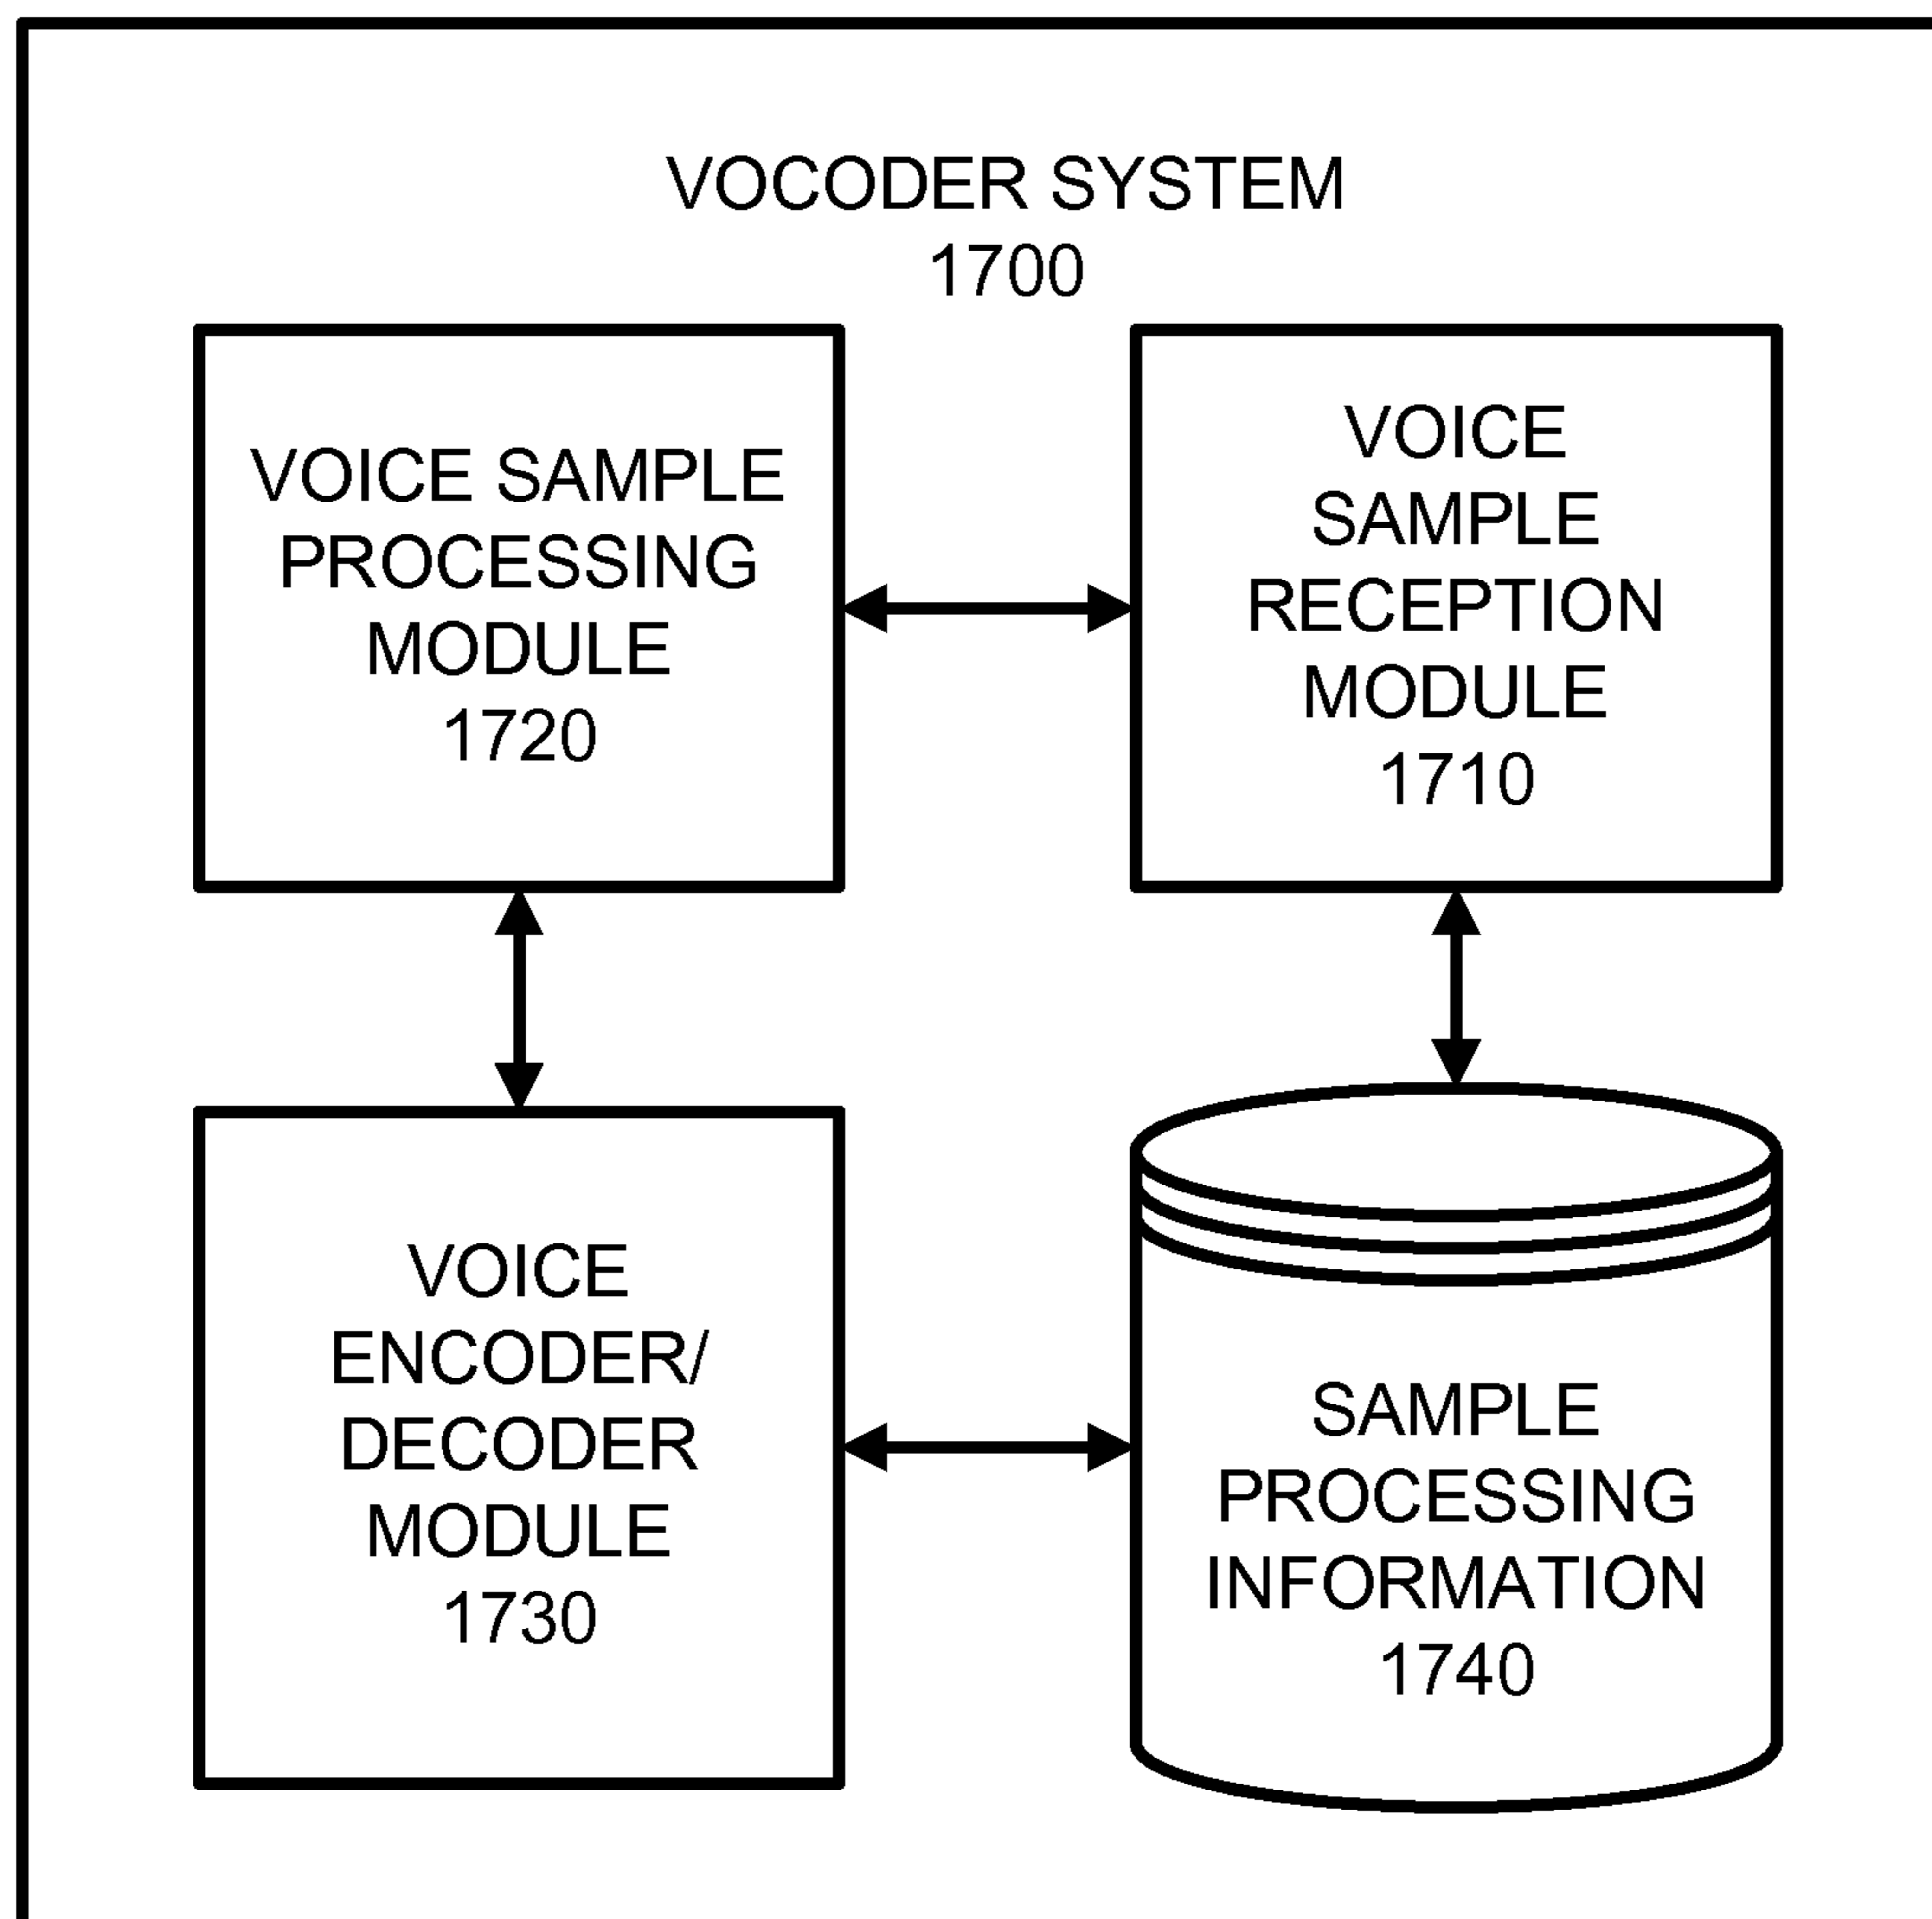 VOCODER SYSTEM
1700
VOICE SAMPLE
PROCESSING
MODULE
1720
VOICE
SAMPLE
RECEPTION
MODULE
1710
VOICE
ENCODER/
DECODER
MODULE
1730
SAMPLE
PROCESSING
INFORMATION
1740